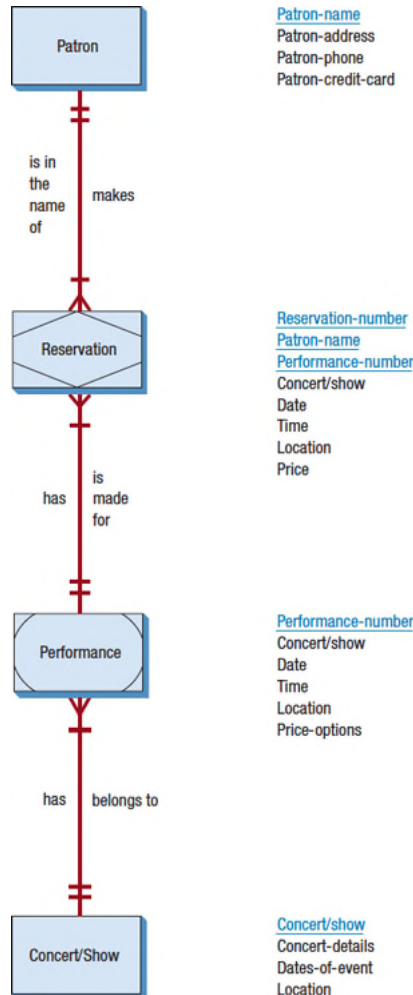 Patron
Patron-name
Patron-address
Patron-phone
Patron-credit-card
is in
the
name
of
makes
Reservation
Reservation-number
Patron-name
Performance-number
Concert/show
Date
Time
Location
Price
has
is
made
for
Performance
Performance-number
Concert/show
Date
Time
Location
Price-options
has
belongs to
Concert/Show
Concert/show
Concert-details
Dates-of-event
Location